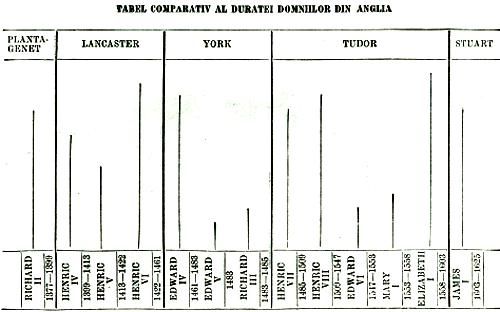 TABEL COMPARATIV AL DURATEI DOMNIILOR DIN ANGLIA
PLANTA-
GENET
LANCASTER
YORK
TUDOR
STUART
RICHARD
II
1377—1399
HENRIC
IV
1399—1413
HENRIC
V
1413—1422
HENRIC
VI
1422—1461
EDWARD
IV
1461—1483
EDWARD
V
1483
RICHARD
III
1483—1485
HENRIC
VII
1485—1509
HENRIC
VIII
1509—1547
EDWARD
VI
1547—1553
MARY
I
1553—1558
ELIZABETH
I
1558—1603
JAMES
I
1603—1625